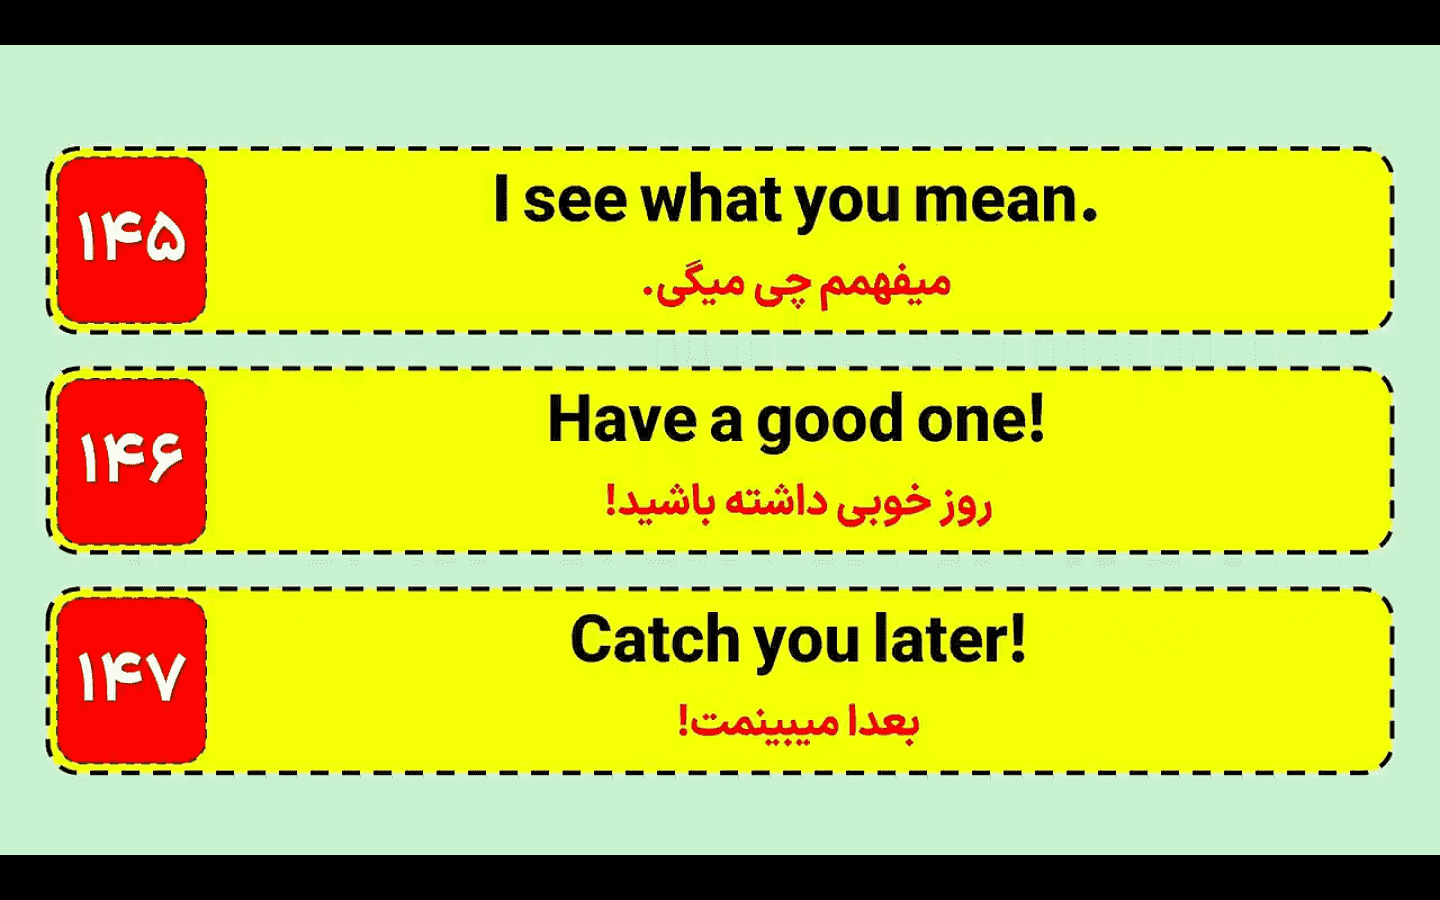 ۱۴۵
I see what you mean.
میفهمم چی میگی.
۱۴۶
Have a good one!
روز خوبی داشته باشید!
۱۴۷
Catch you later!
بعدا میبینمت!